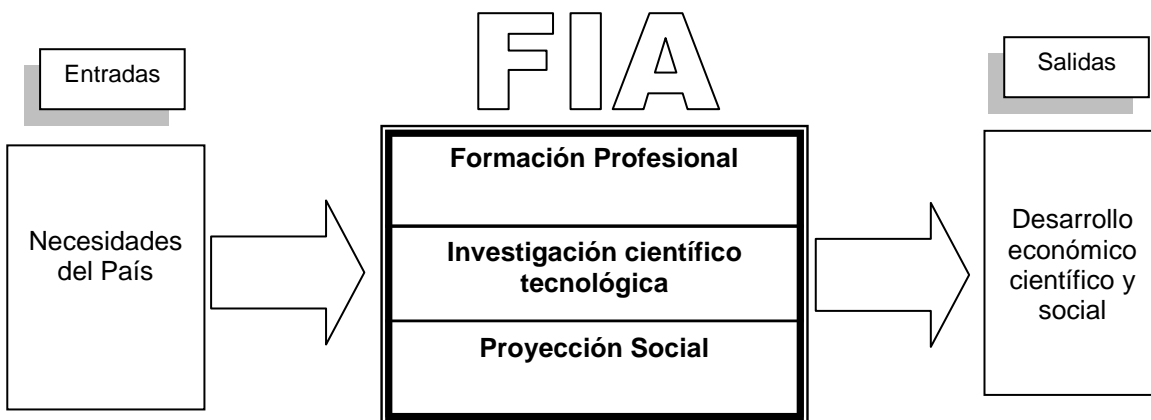 FIA
Entradas
Salidas
Necesidades
del País
Formación Profesional
Investigación científico
tecnológica
Proyección Social
Desarrollo
económico
científico y
social